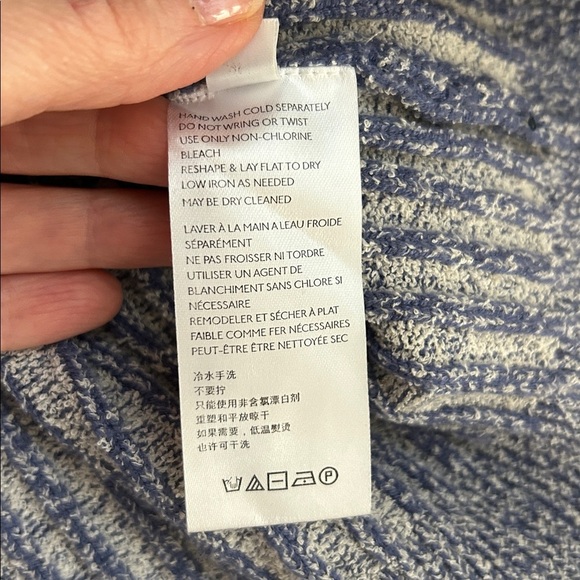 HAND WASH COLD SEPARATELY
DO NOT WRING OR TWIST
USE ONLY NON-CHLORINE
BLEACH
RESHAPE & LAY FLAT TO DRY
LOW IRON AS NEEDED
MAY BE DRY CLEANED
LAVER À LA MAIN A LEAU FROIDE
SÉPARÉMENT
NE PAS FROISSER NI TORDRE
UTILISER UN AGENT DE
BLANCHIMENT SANS CHLORE SI
NÉCESSAIRE
REMODELER ET SÉCHER À PLAT
FAIBLE COMME FER NÉCESSAIRES
PEUT-ÊTRE ÊTRE NETTOYÉE SEC
冷水手洗
不要拧
只能使用非含氯漂白剂
重塑和平放晾干
如果需要，低温熨烫
也许可干洗
P